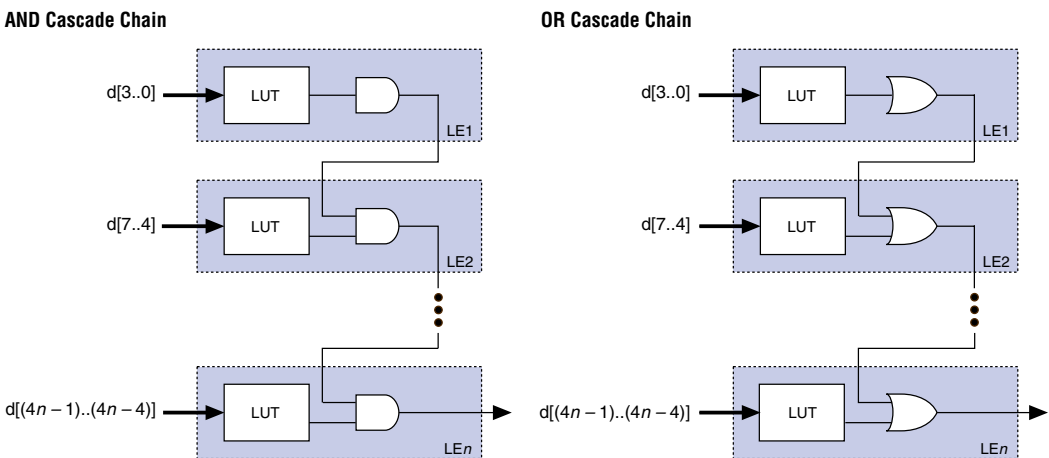 AND Cascade Chain
OR Cascade Chain
d[3..0]
LUT
LE1
d[7..4]
LUT
LE2
d[(4n – 1)..(4n – 4)]
LUT
LEn
d[3..0]
LUT
LE1
d[7..4]
LUT
LE2
d[(4n – 1)..(4n – 4)]
LUT
LEn